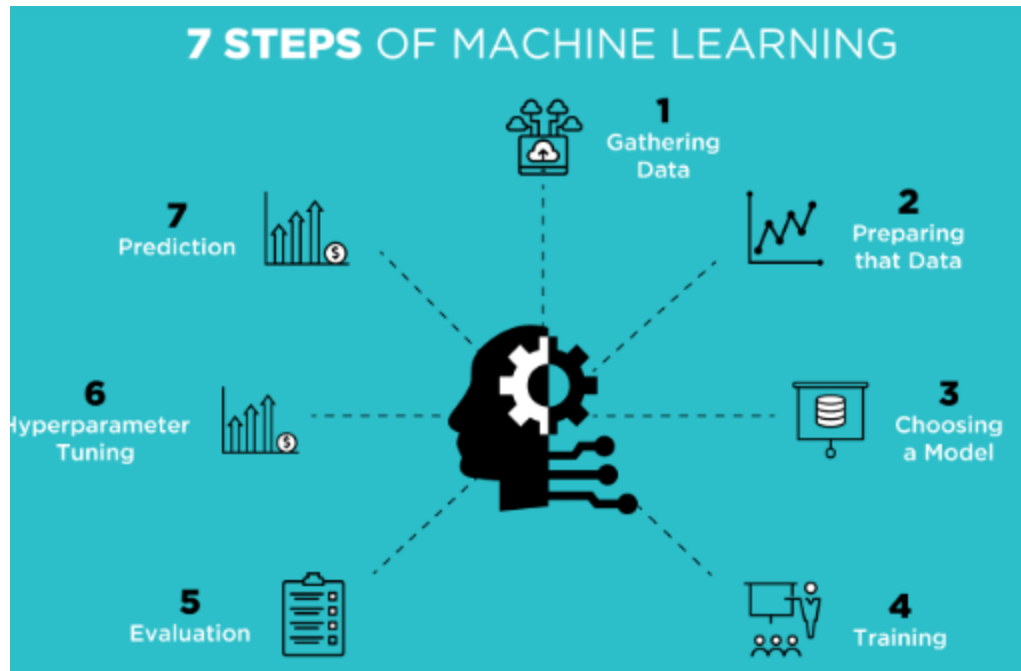 7 STEPS OF MACHINE LEARNING
1
Gathering
Data
2
Preparing
that Data
3
Choosing
a Model
4
Training
5
Evaluation
6
Hyperparameter
Tuning
7
Prediction
$
$